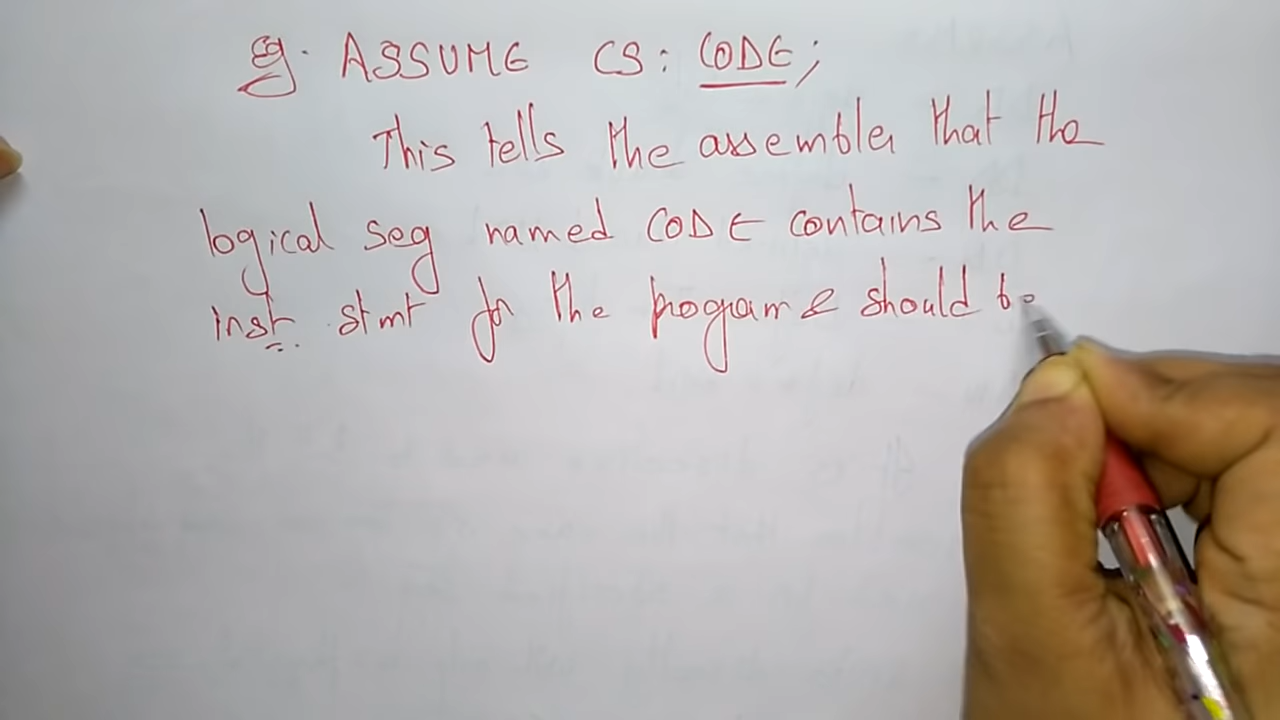 eg. ASSUME CS: CODE;
This tells the assembler that the
logical seg named CODE contains the
inst. stmt for the program & should be